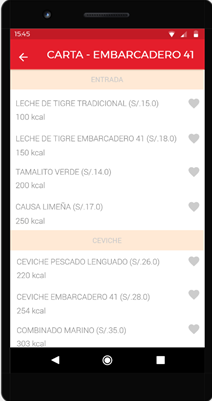 15:45
CARTA - EMBARCADERO 41
ENTRADA
LECHE DE TIGRE TRADICIONAL (S/.15.0)
100 kcal
LECHE DE TIGRE EMBARCADERO 41 (S/.18.0)
150 kcal
TAMALITO VERDE (S/.14.0)
200 kcal
CAUSA LIMEÑA (S/.17.0)
250 kcal
CEVICHE
CEVICHE PESCADO LENGUADO (S/.26.0)
220 kcal
CEVICHE EMBARCADERO 41 (S/.28.0)
254 kcal
COMBINADO MARINO (S/.35.0)
303 kcal